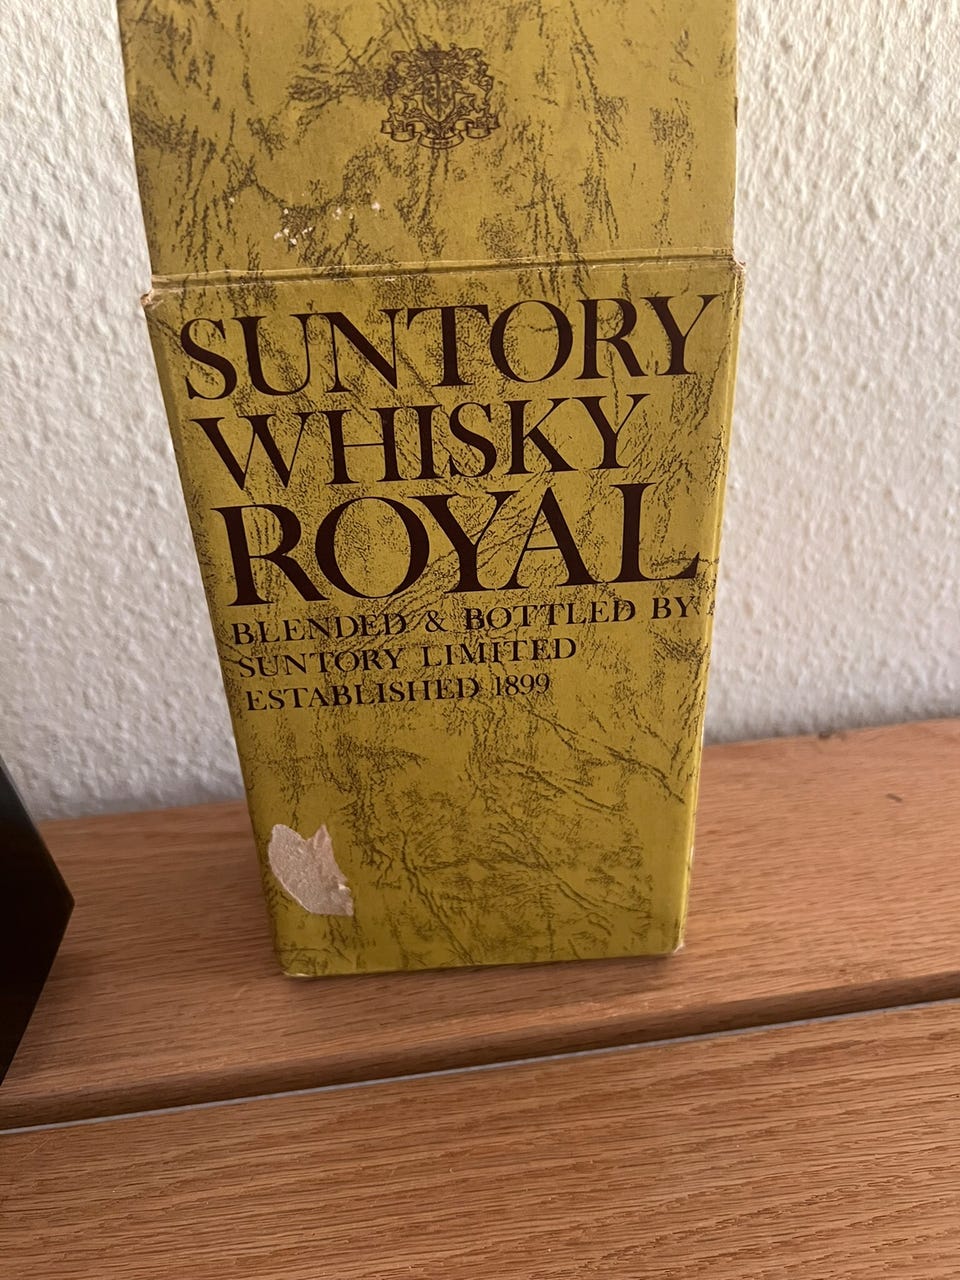 SUNTORY
WHISKY
ROYAL
BLENDED & BOTTLED BY
SUNTORY LIMITED
ESTABLISHED 1899